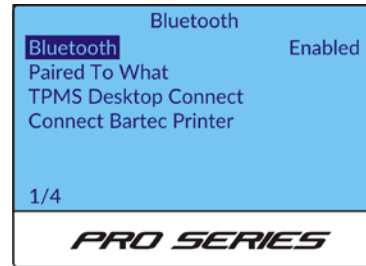 Bluetooth
Bluetooth Enabled
Paired To What
TPMS Desktop Connect
Connect Bartec Printer
1/4
PRO SERIES